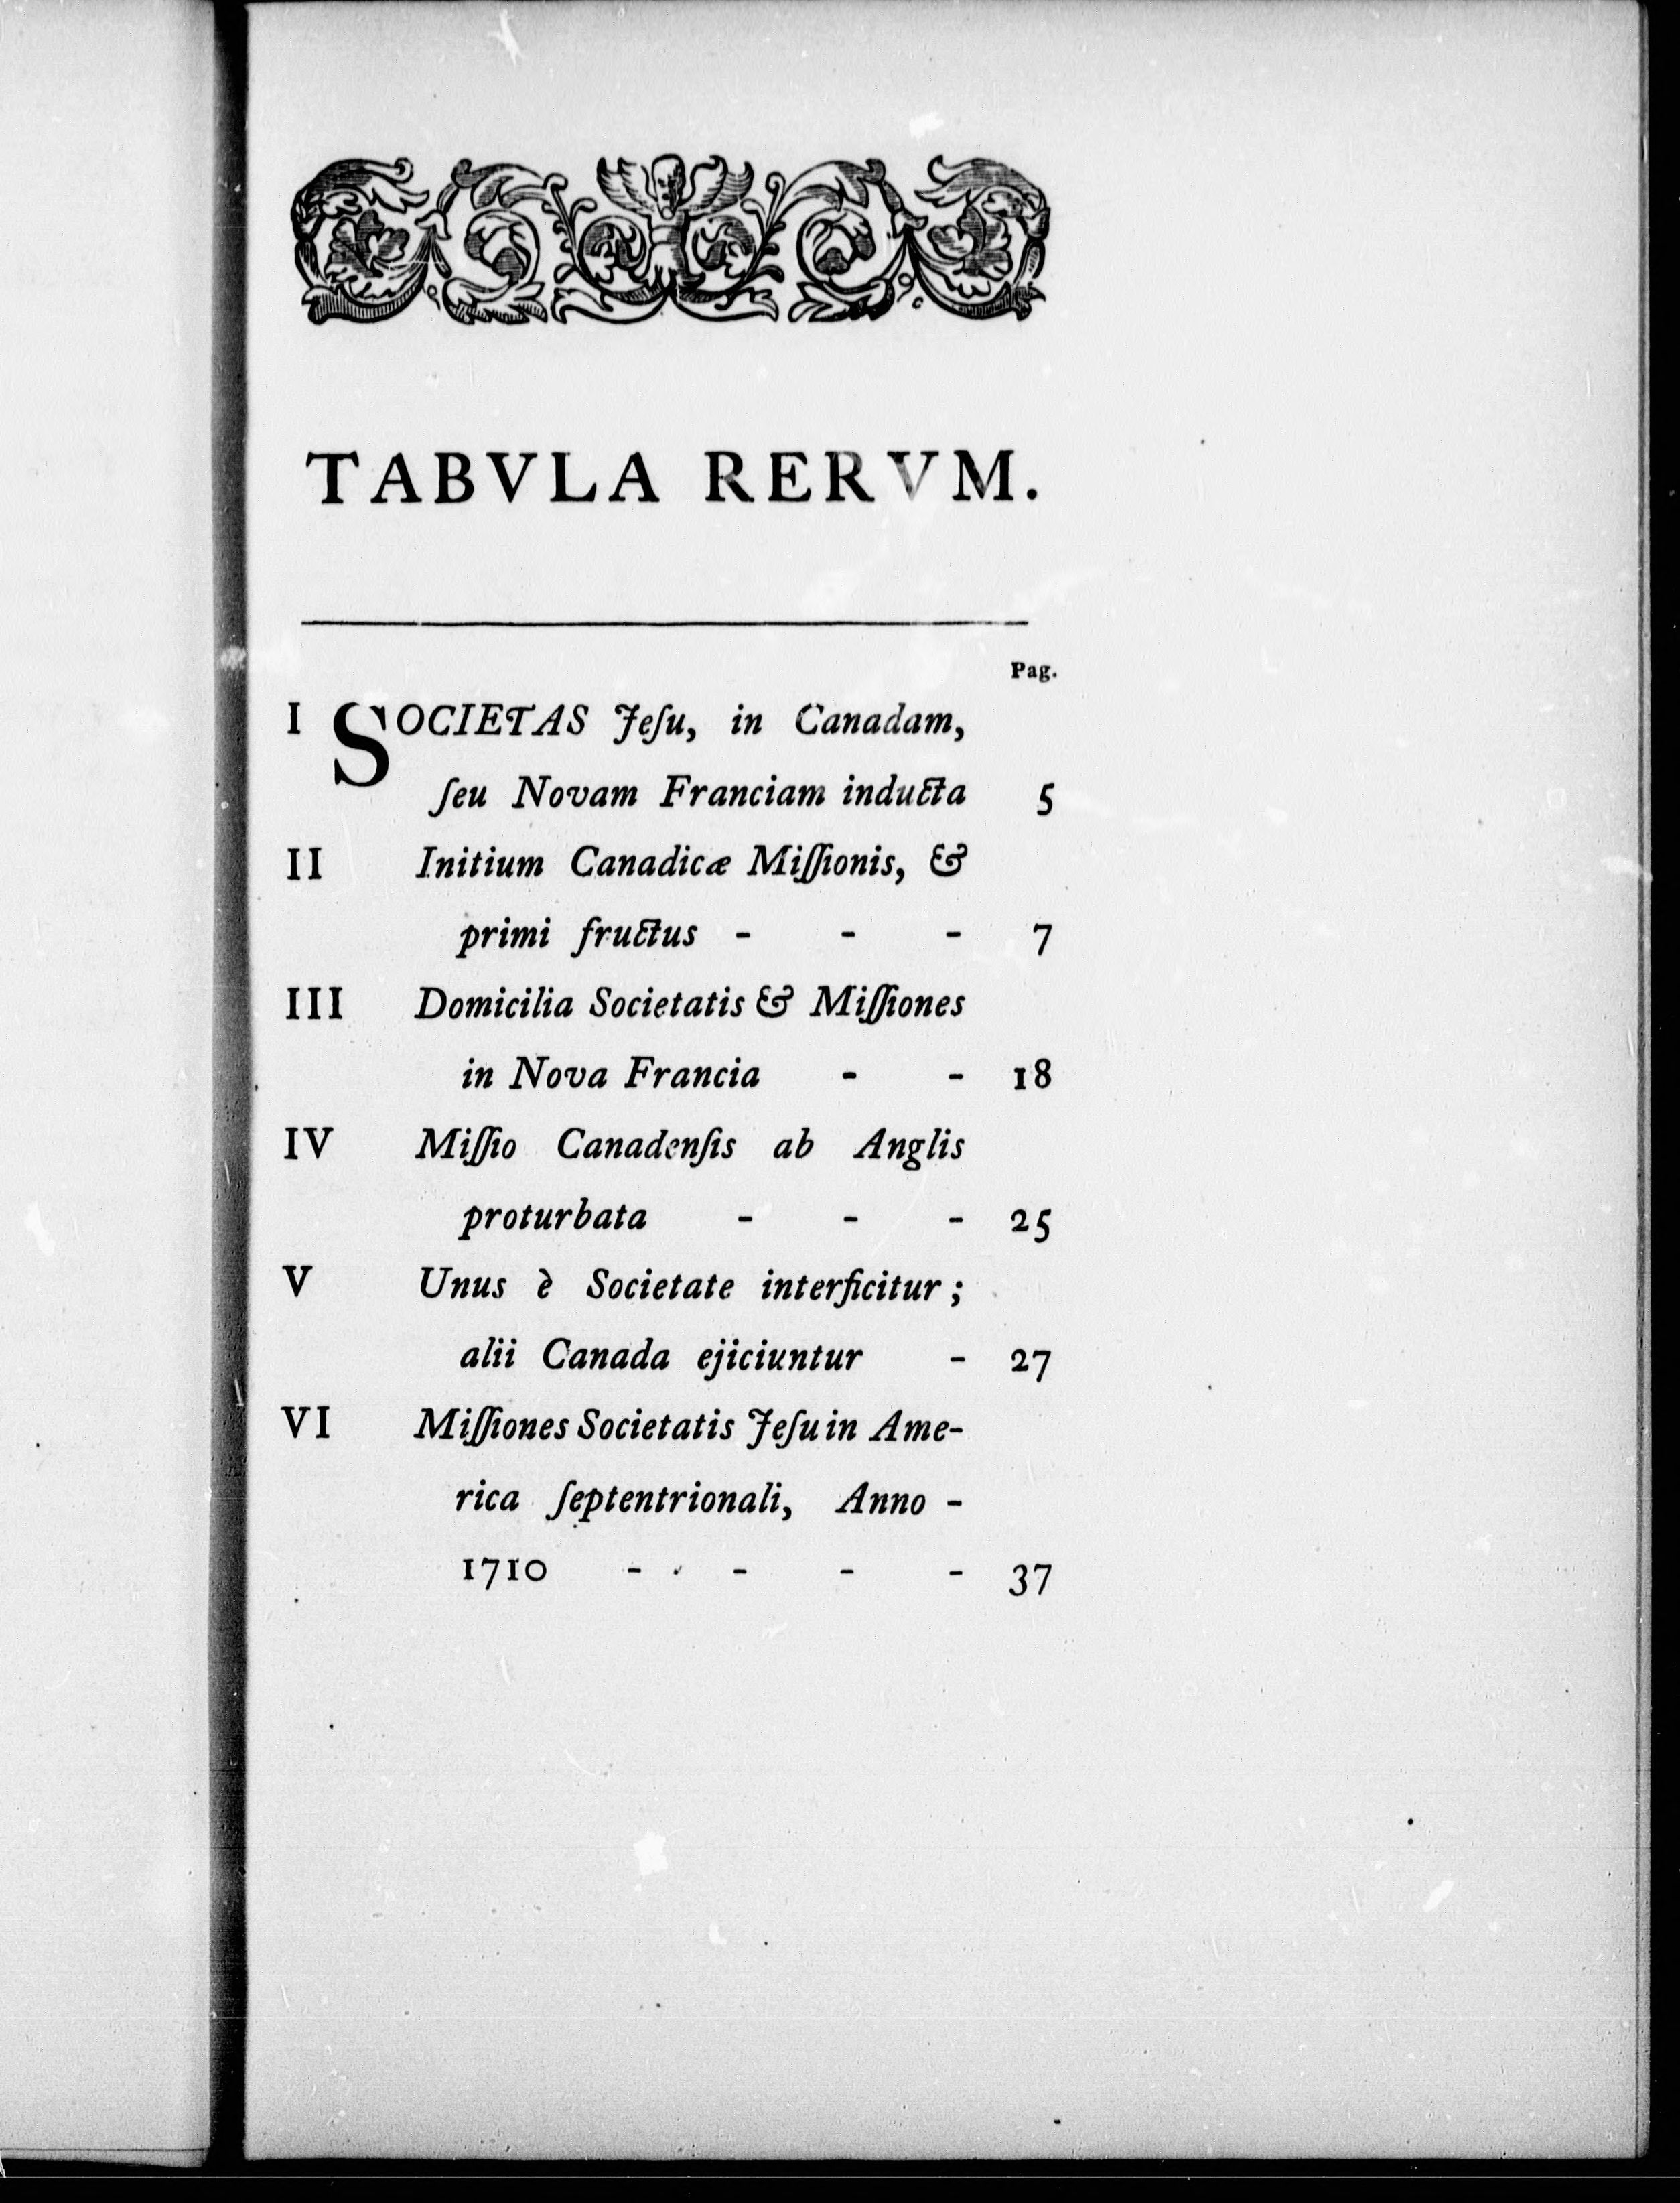 TABVLA RERVM.
Pag.
I SOCIETAS Jeſu, in Canadam,
ſeu Novam Franciam inducta 5
II Initium Canadicæ Miſſionis, &
primi fructus - - - 7
III Domicilia Societatis & Miſſiones
in Nova Francia - - 18
IV Miſſio Canadenſis ab Anglis
proturbata - - - 25
V Unus è Societate interficitur ;
alii Canada ejiciuntur - 27
VI Miſſiones Societatis Jeſu in Ame-
rica ſeptentrionali, Anno -
1710 - - - - 37